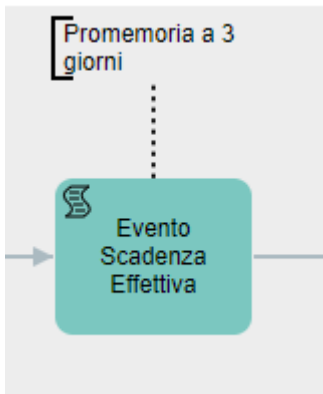 Promemoria a 3
giorni
Evento
Scadenza
Effettiva